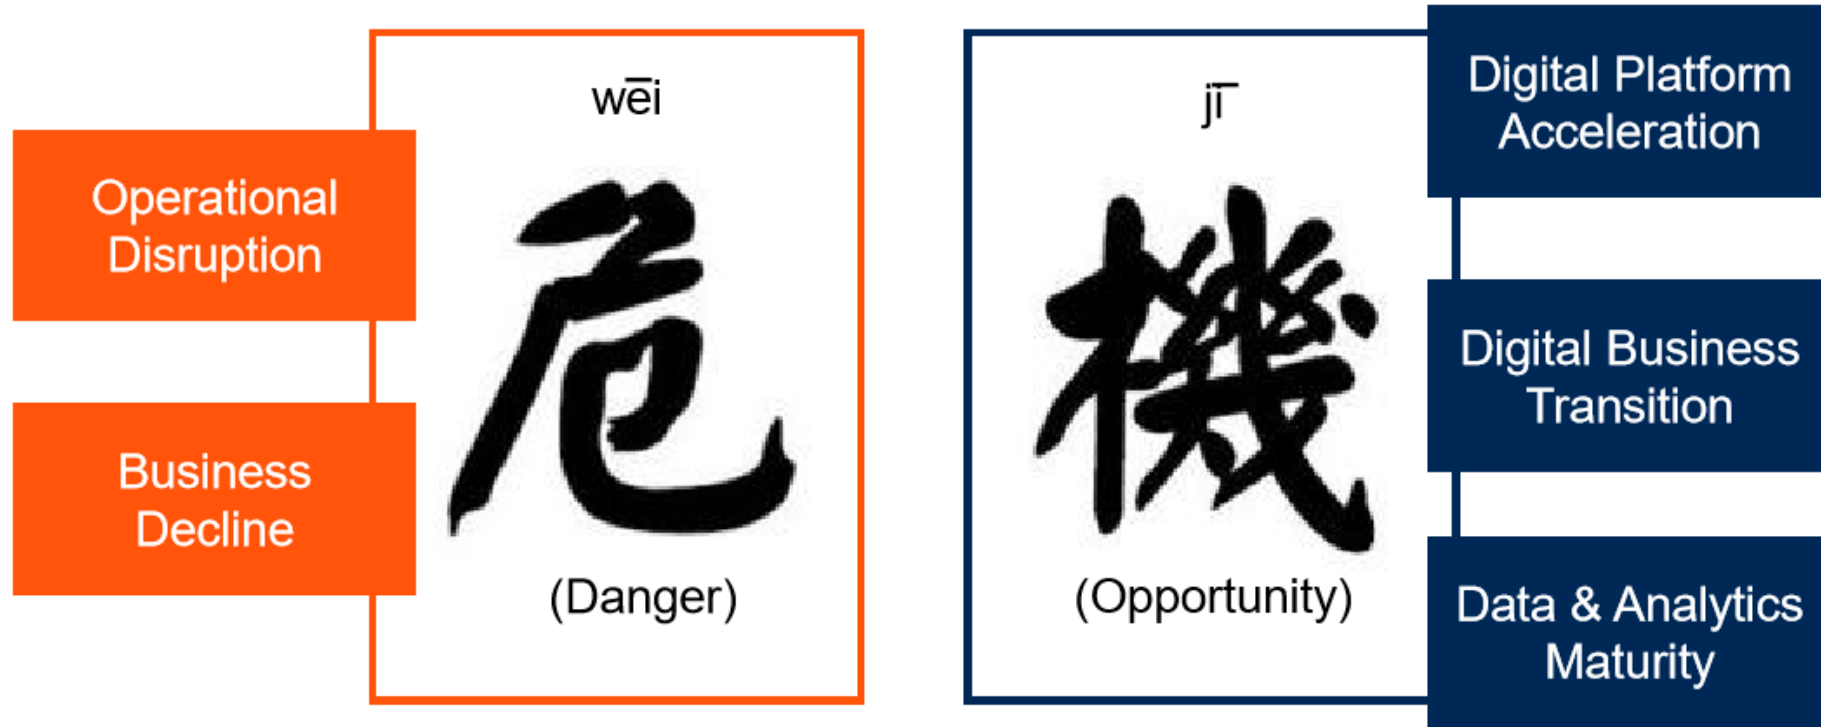 Operational
Disruption
Business
Decline
wēi
危
(Danger)
jī
機
(Opportunity)
Digital Platform
Acceleration
Digital Business
Transition
Data & Analytics
Maturity